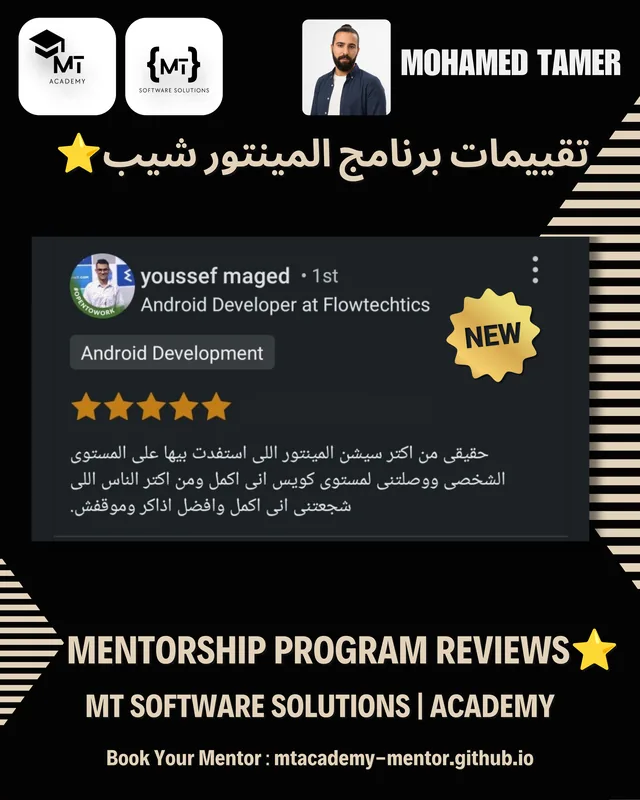 MT
ACADEMY
{MT}
SOFTWARE SOLUTIONS
MOHAMED TAMER
تقييمات برنامج المينتور شيب⭐
youssef maged • 1st
Android Developer at Flowtechtics
#OPENTOWORK
NEW
Android Development
حقيقى من اكتر سيشن المينتور اللى استفدت بيها على المستوى
الشخصى ووصلتنى لمستوى كويس انى اكمل ومن اكتر الناس اللى
شجعتنى انى اكمل وافضل اذاكر وموقفش.
MENTORSHIP PROGRAM REVIEWS⭐
MT SOFTWARE SOLUTIONS | ACADEMY
Book Your Mentor : mtacademy-mentor.github.io